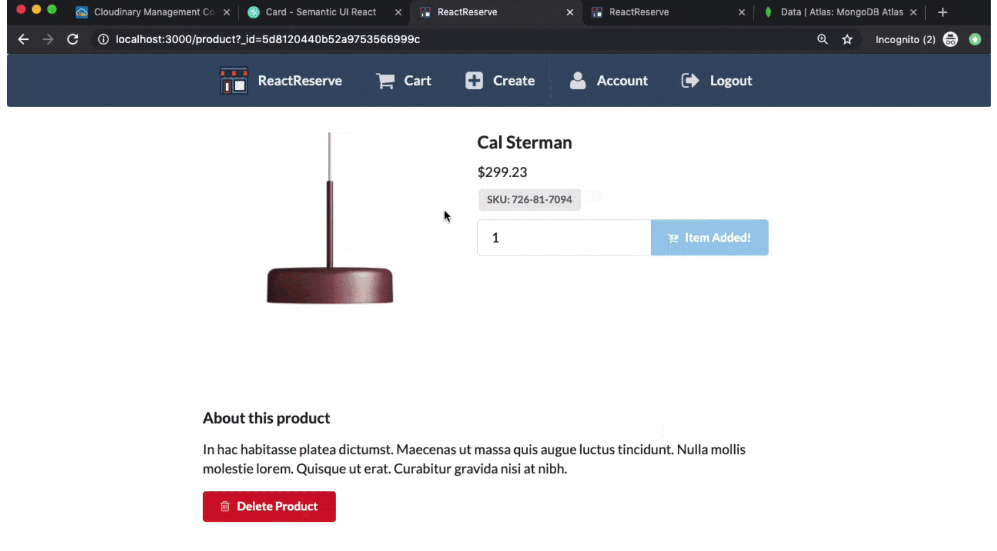 Cloudinary Management Co
Card - Semantic UI React
ReactReserve
ReactReserve
Data | Atlas: MongoDB Atlas
localhost:3000/product?_id=5d8120440b52a9753566999c
Incognito (2)
ReactReserve
Cart
Create
Account
Logout
Cal Sterman
$299.23
SKU: 726-81-7094
1
Item Added!
About this product
In hac habitasse platea dictumst. Maecenas ut massa quis augue luctus tincidunt. Nulla mollis
molestie lorem. Quisque ut erat. Curabitur gravida nisi at nibh.
Delete Product